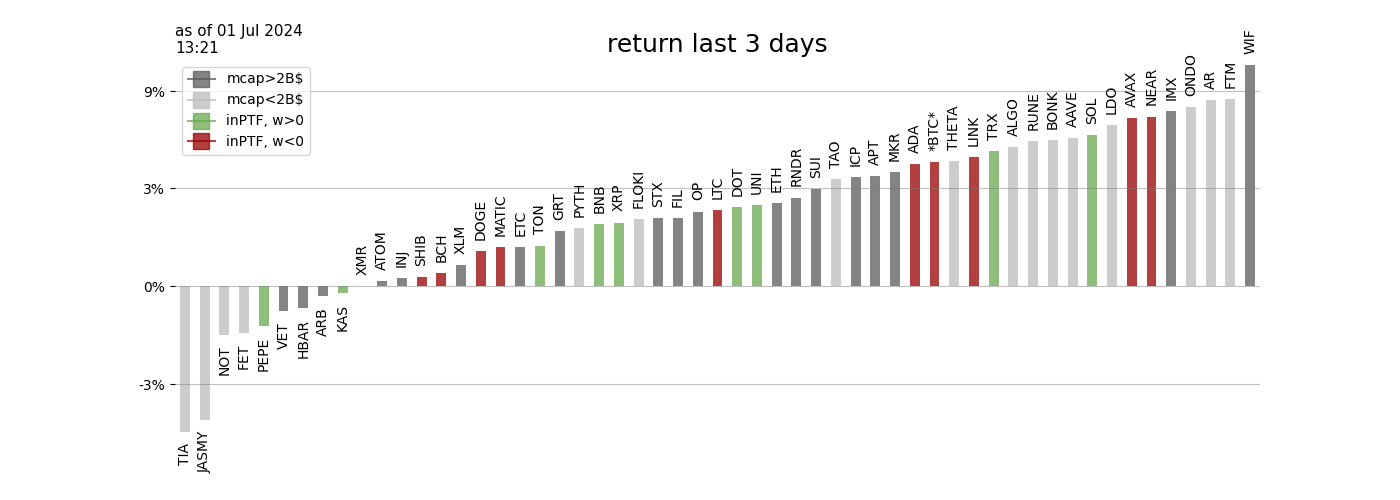 as of 01 Jul 2024
13:21
return last 3 days
mcap>2B$
mcap<2B$
inPTF, w>0
inPTF, w<0
9%
3%
0%
-3%
TIA
JASMY
NOT
FET
PEPE
VET
HBAR
ARB
KAS
XMR
ATOM
INJ
SHIB
BCH
XLM
DOGE
MATIC
ETC
TON
GRT
PYTH
BNB
XRP
FLOKI
STX
FIL
OP
LTC
DOT
UNI
ETH
RNDR
SUI
TAO
ICP
APT
MKR
ADA
*BTC*
THETA
LINK
TRX
ALGO
RUNE
BONK
AAVE
SOL
LDO
AVAX
NEAR
IMX
ONDO
AR
FTM
WIF